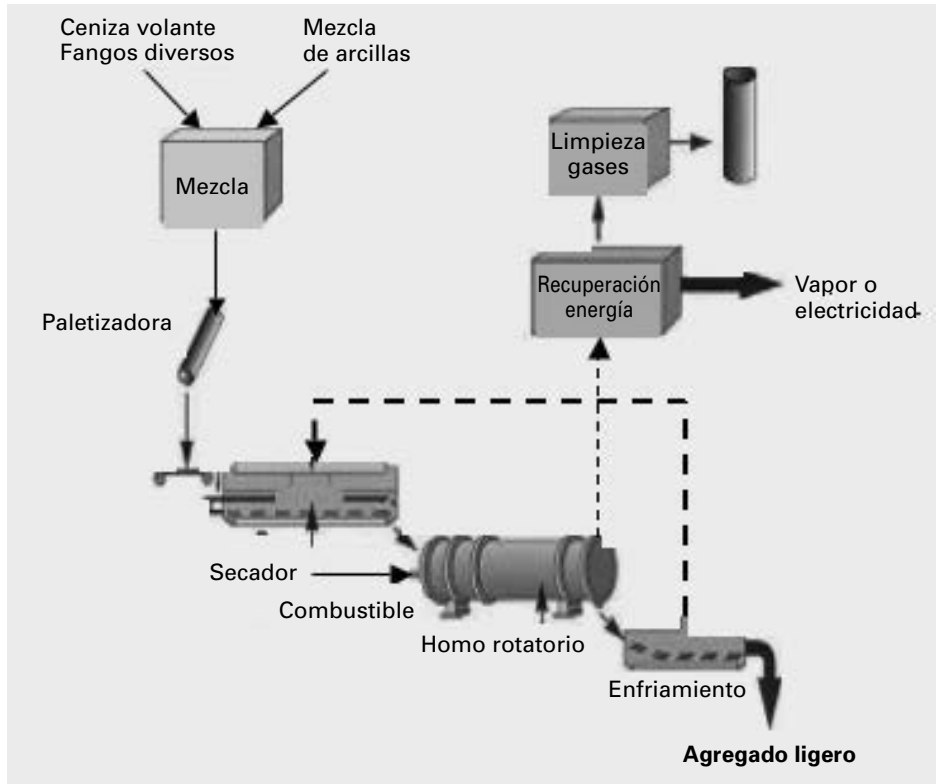 Ceniza volante
Fangos diversos
Mezcla
de arcillas
Mezcla
Limpieza
gases
Recuperación
energía
Vapor o
electricidad
Paletizadora
Secador
Combustible
Homo rotatorio
Enfriamiento
Agregado ligero